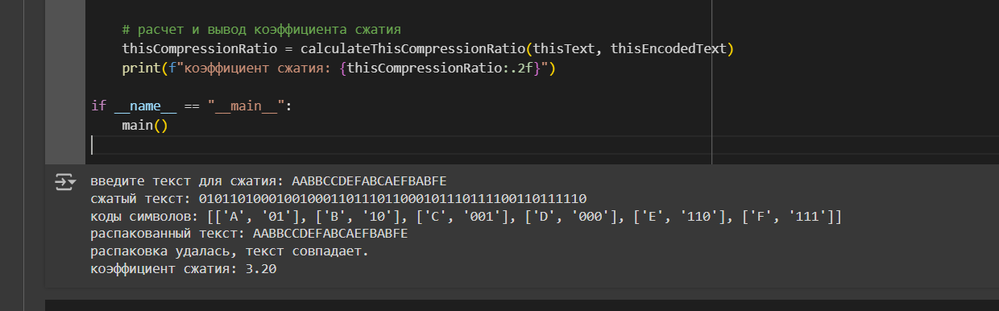 # расчет и вывод коэффициента сжатия
thisCompressionRatio = calculateThisCompressionRatio(thisText, thisEncodedText)
print(f"коэффициент сжатия: {thisCompressionRatio:.2f}")
if __name__ == "__main__":
main()
введите текст для сжатия: AABBCCDEFABCAEFBABFE
сжатый текст: 01011010001001000110111011000101110111100110111110
коды символов: [['A', '01'], ['B', '10'], ['C', '001'], ['D', '000'], ['E', '110'], ['F', '111']]
распакованный текст: AABBCCDEFABCAEFBABFE
распаковка удалась, текст совпадает.
коэффициент сжатия: 3.20